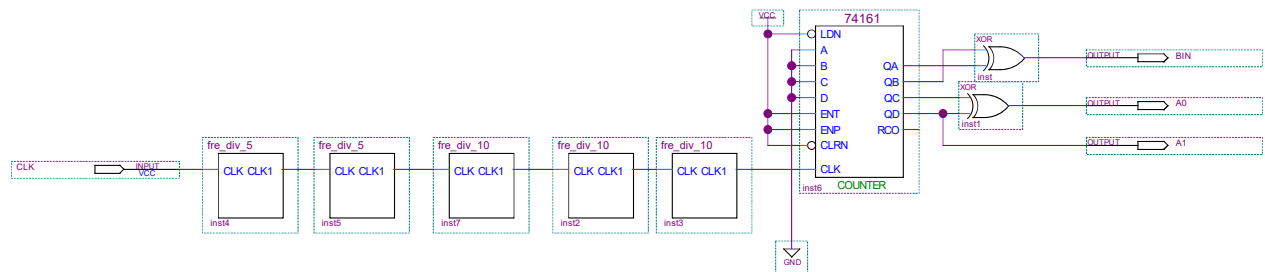 VCC
74161
LDN
A
B
C
D
ENT
ENP
CLRN
CLK
QA
QB
QC
QD
RCO
inst6
COUNTER
XOR
inst
XOR
inst1
OUTPUT
BIN
OUTPUT
A0
OUTPUT
A1
CLK
INPUT
VCC
fre_div_5
CLK CLK1
inst4
fre_div_5
CLK CLK1
inst5
fre_div_10
CLK CLK1
inst7
fre_div_10
CLK CLK1
inst2
fre_div_10
CLK CLK1
inst3
GND